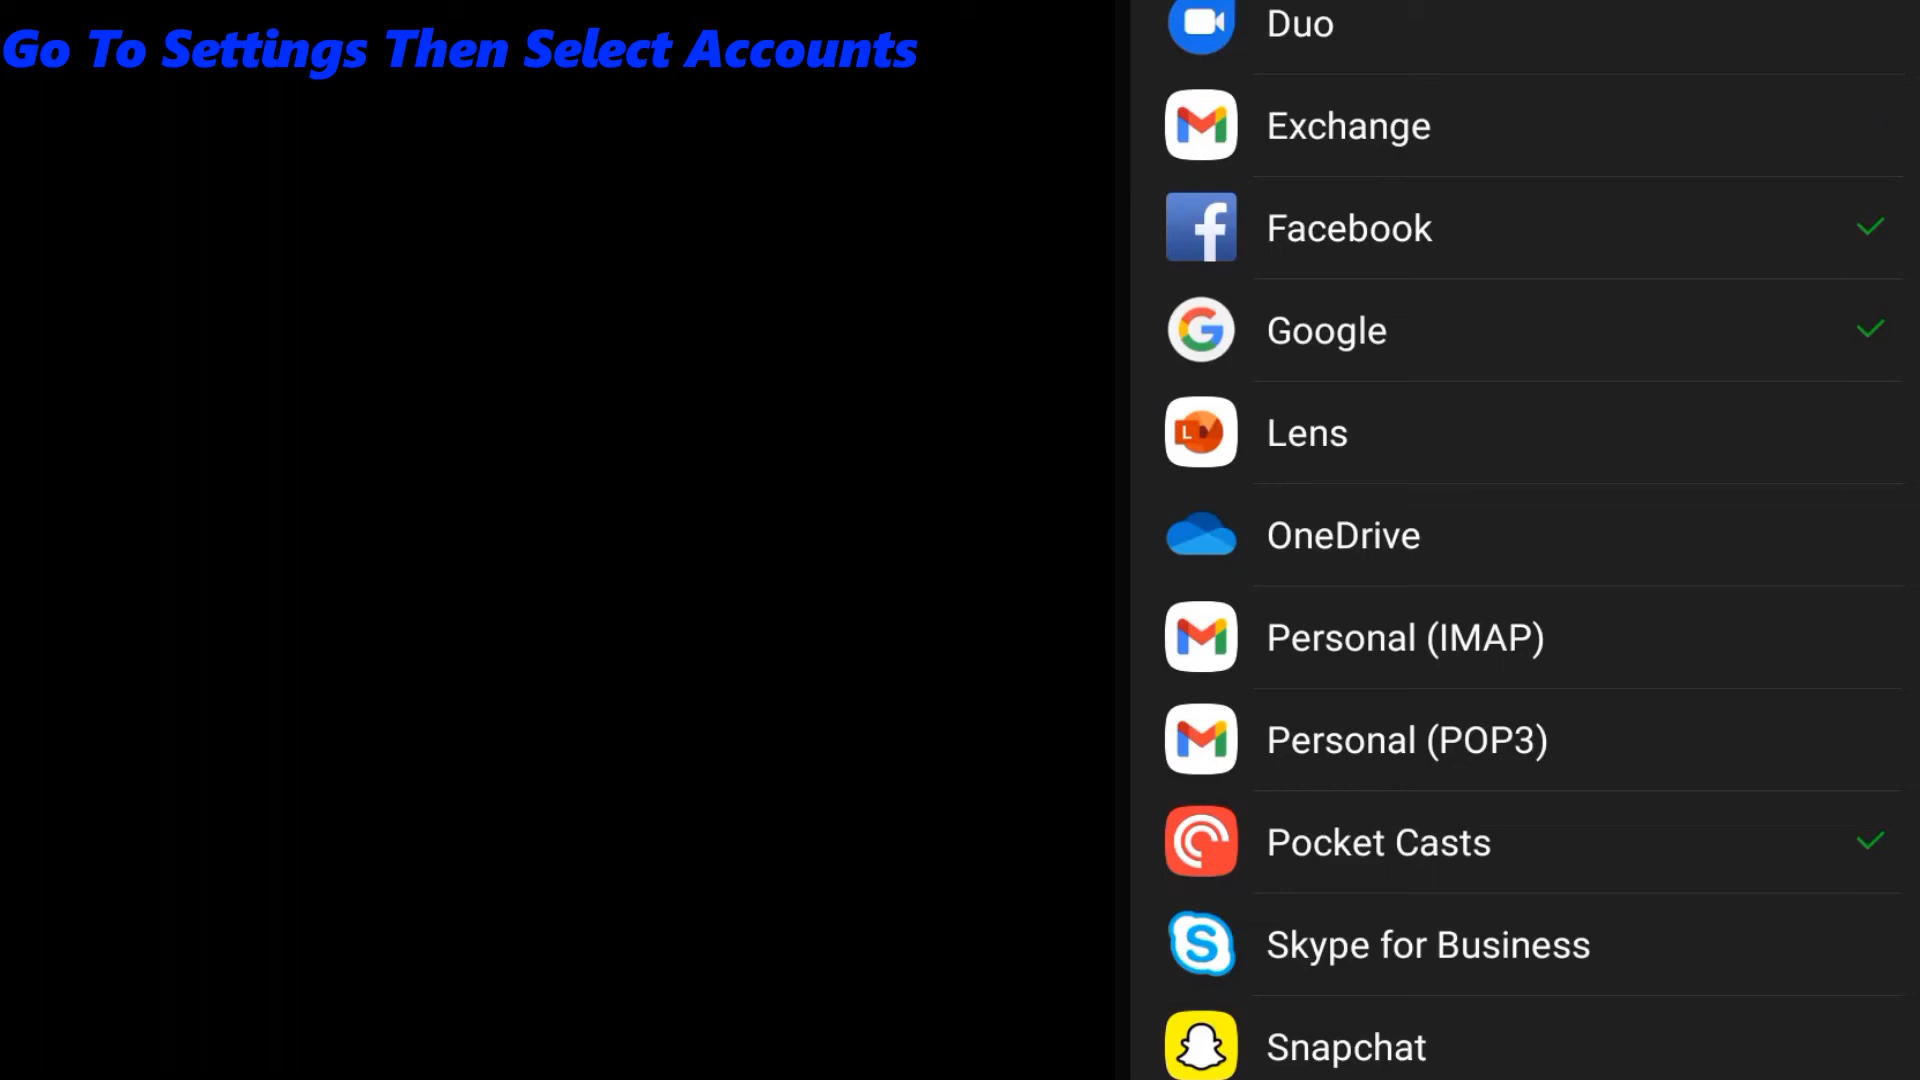 Go To Settings Then Select Accounts
Duo
Exchange
Facebook
Google
L
Lens
OneDrive
Personal (IMAP)
Personal (POP3)
Pocket Casts
S
Skype for Business
Snapchat